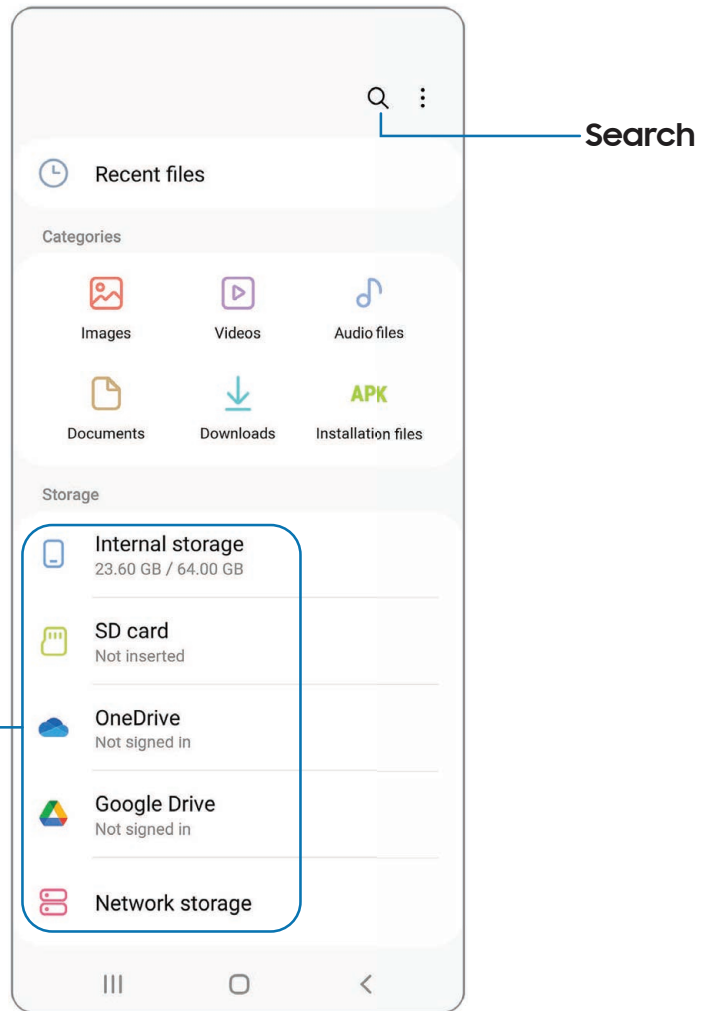 Search
Recent files
Categories
Images Videos Audio files
Documents Downloads APK Installation files
Storage
Internal storage
23.60 GB / 64.00 GB
SD card
Not inserted
OneDrive
Not signed in
Google Drive
Not signed in
Network storage